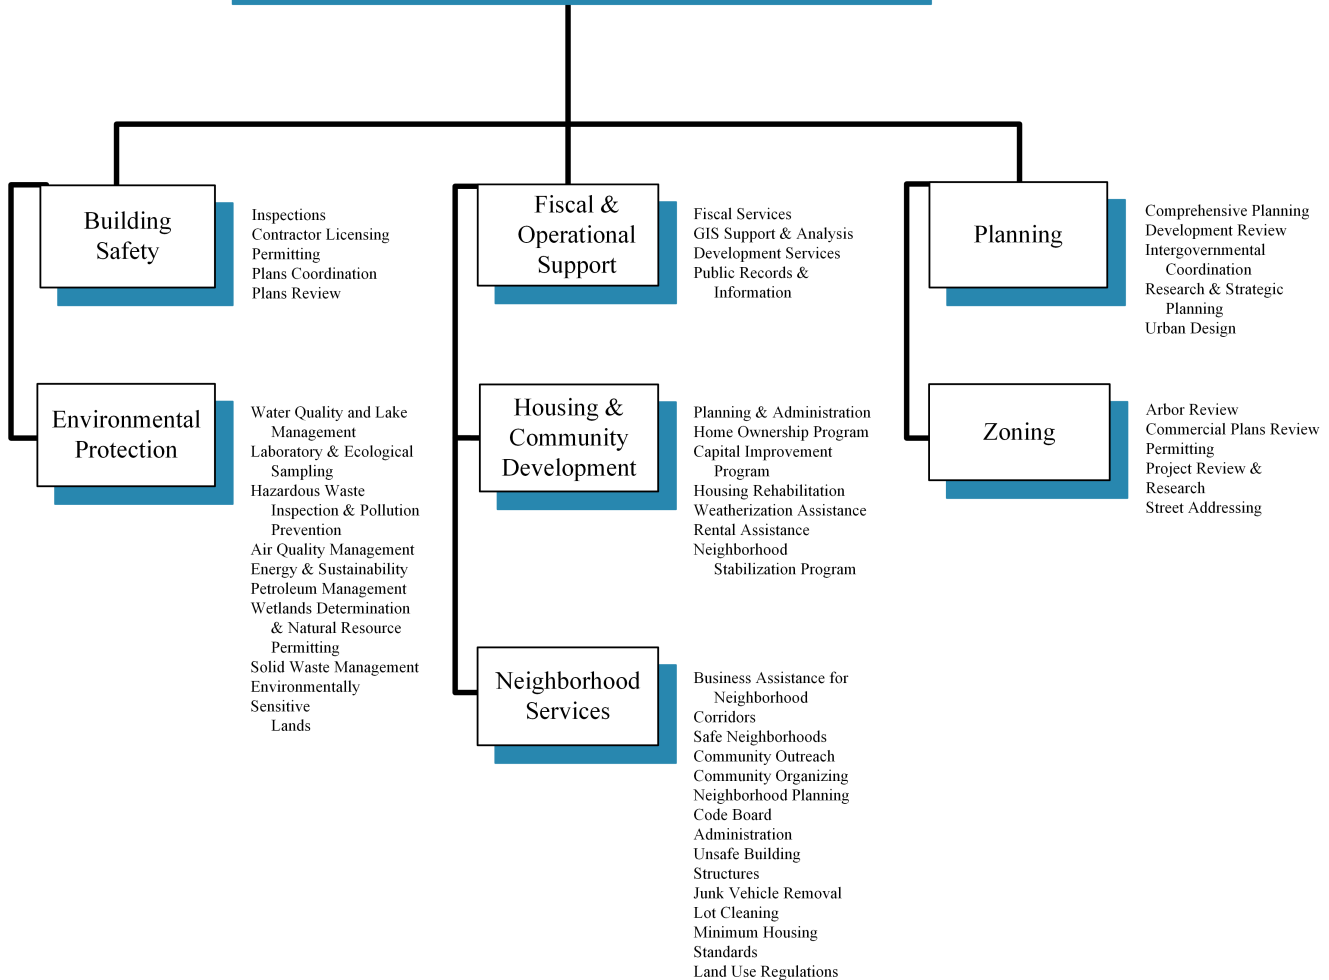 Building
Safety
Inspections
Contractor Licensing
Permitting
Plans Coordination
Plans Review
Fiscal &
Operational
Support
Fiscal Services
GIS Support & Analysis
Development Services
Public Records &
Information
Planning
Comprehensive Planning
Development Review
Intergovernmental
Coordination
Research & Strategic
Planning
Urban Design
Environmental
Protection
Water Quality and Lake
Management
Laboratory & Ecological
Sampling
Hazardous Waste
Inspection & Pollution
Prevention
Air Quality Management
Energy & Sustainability
Petroleum Management
Wetlands Determination
& Natural Resource
Permitting
Solid Waste Management
Environmentally
Sensitive
Lands
Housing &
Community
Development
Planning & Administration
Home Ownership Program
Capital Improvement
Program
Housing Rehabilitation
Weatherization Assistance
Rental Assistance
Neighborhood
Stabilization Program
Zoning
Arbor Review
Commercial Plans Review
Permitting
Project Review &
Research
Street Addressing
Neighborhood
Services
Business Assistance for
Neighborhood
Corridors
Safe Neighborhoods
Community Outreach
Community Organizing
Neighborhood Planning
Code Board
Administration
Unsafe Building
Structures
Junk Vehicle Removal
Lot Cleaning
Minimum Housing
Standards
Land Use Regulations